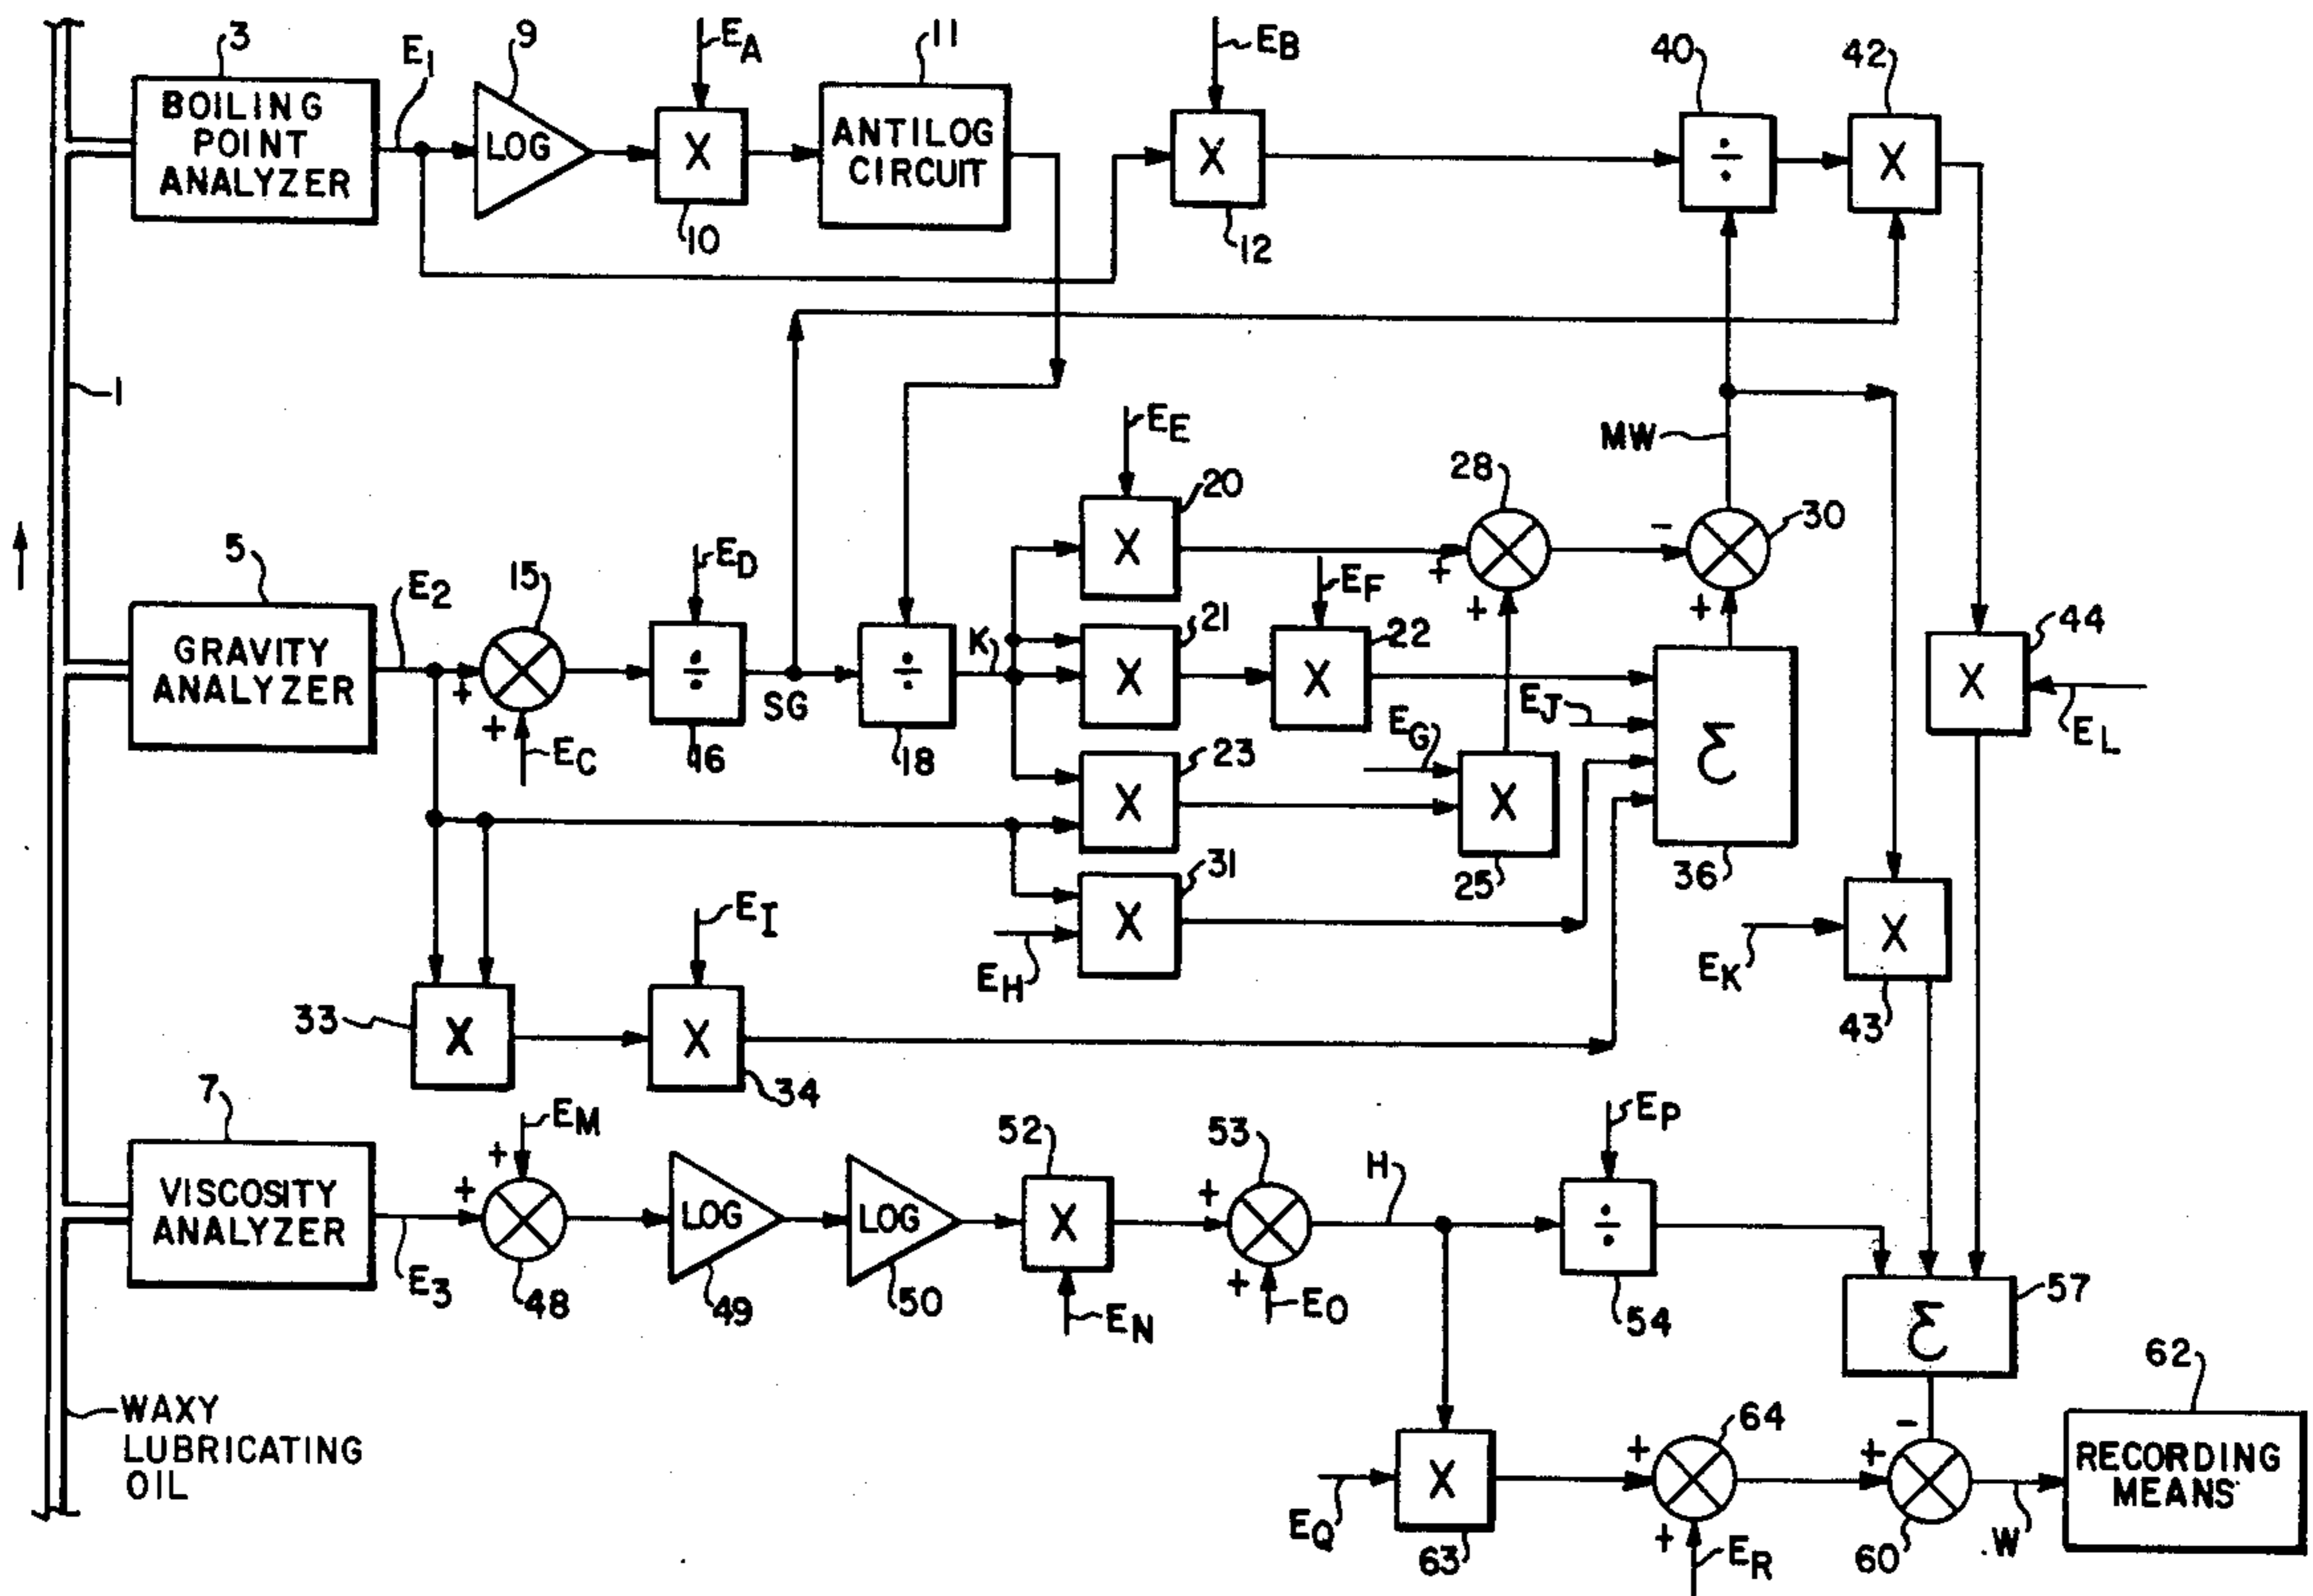 3
E1
9
EA
11
EB
40
42
BOILING
POINT
ANALYZER
LOG
X
ANTILOG
CIRCUIT
X
÷
X
10
12
1
EE
MW
28
20
30
5
E2
15
ED
X
-
+
EF
+
+
44
GRAVITY
ANALYZER
21
22
K
X
X
÷
÷
SG
EJ
X
+
+
EC
16
18
EG
EL
23
Σ
X
X
25
36
31
EI
EH
X
EK
X
43
33
X
X
34
7
EM
52
53
EP
+
H
VISCOSITY
ANALYZER
+
LOG
LOG
X
+
÷
E3
48
49
50
EN
+
EO
54
57
Σ
62
WAXY
LUBRICATING
OIL
64
-
+
+
RECORDING
MEANS
X
EQ
63
+
ER
60
W